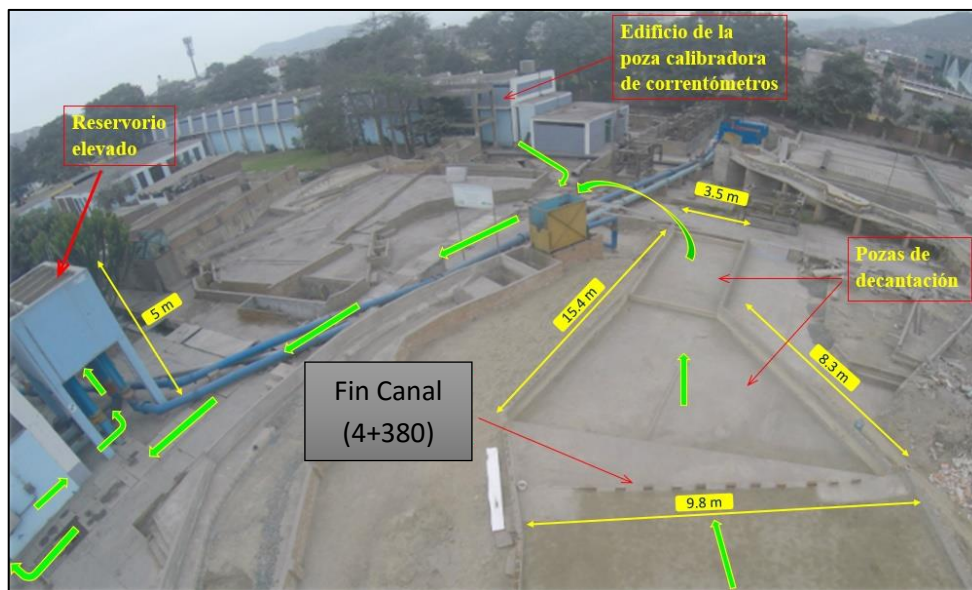 Edificio de la
poza calibradora
de correntómetros
Reservorio
elevado
3.5 m
Pozas de
decantación
5 m
15.4 m
8.3 m
Fin Canal
(4+380)
9.8 m